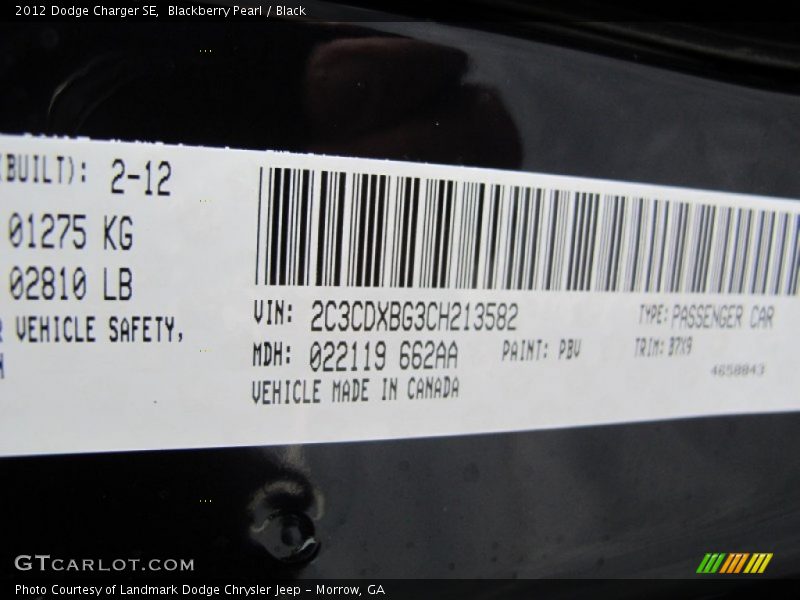 2012 Dodge Charger SE,  Blackberry Pearl / Black
(BUILT): 2-12
01275 KG
02810 LB
VEHICLE SAFETY,
VIN: 2C3CDXBG3CH213582
TYPE: PASSENGER CAR
MDH: 022119 662AA
PAINT: PBV
TRIM: B7X9
VEHICLE MADE IN CANADA
4658043
GTCARLOT.COM
Photo Courtesy of Landmark Dodge Chrysler Jeep - Morrow, GA